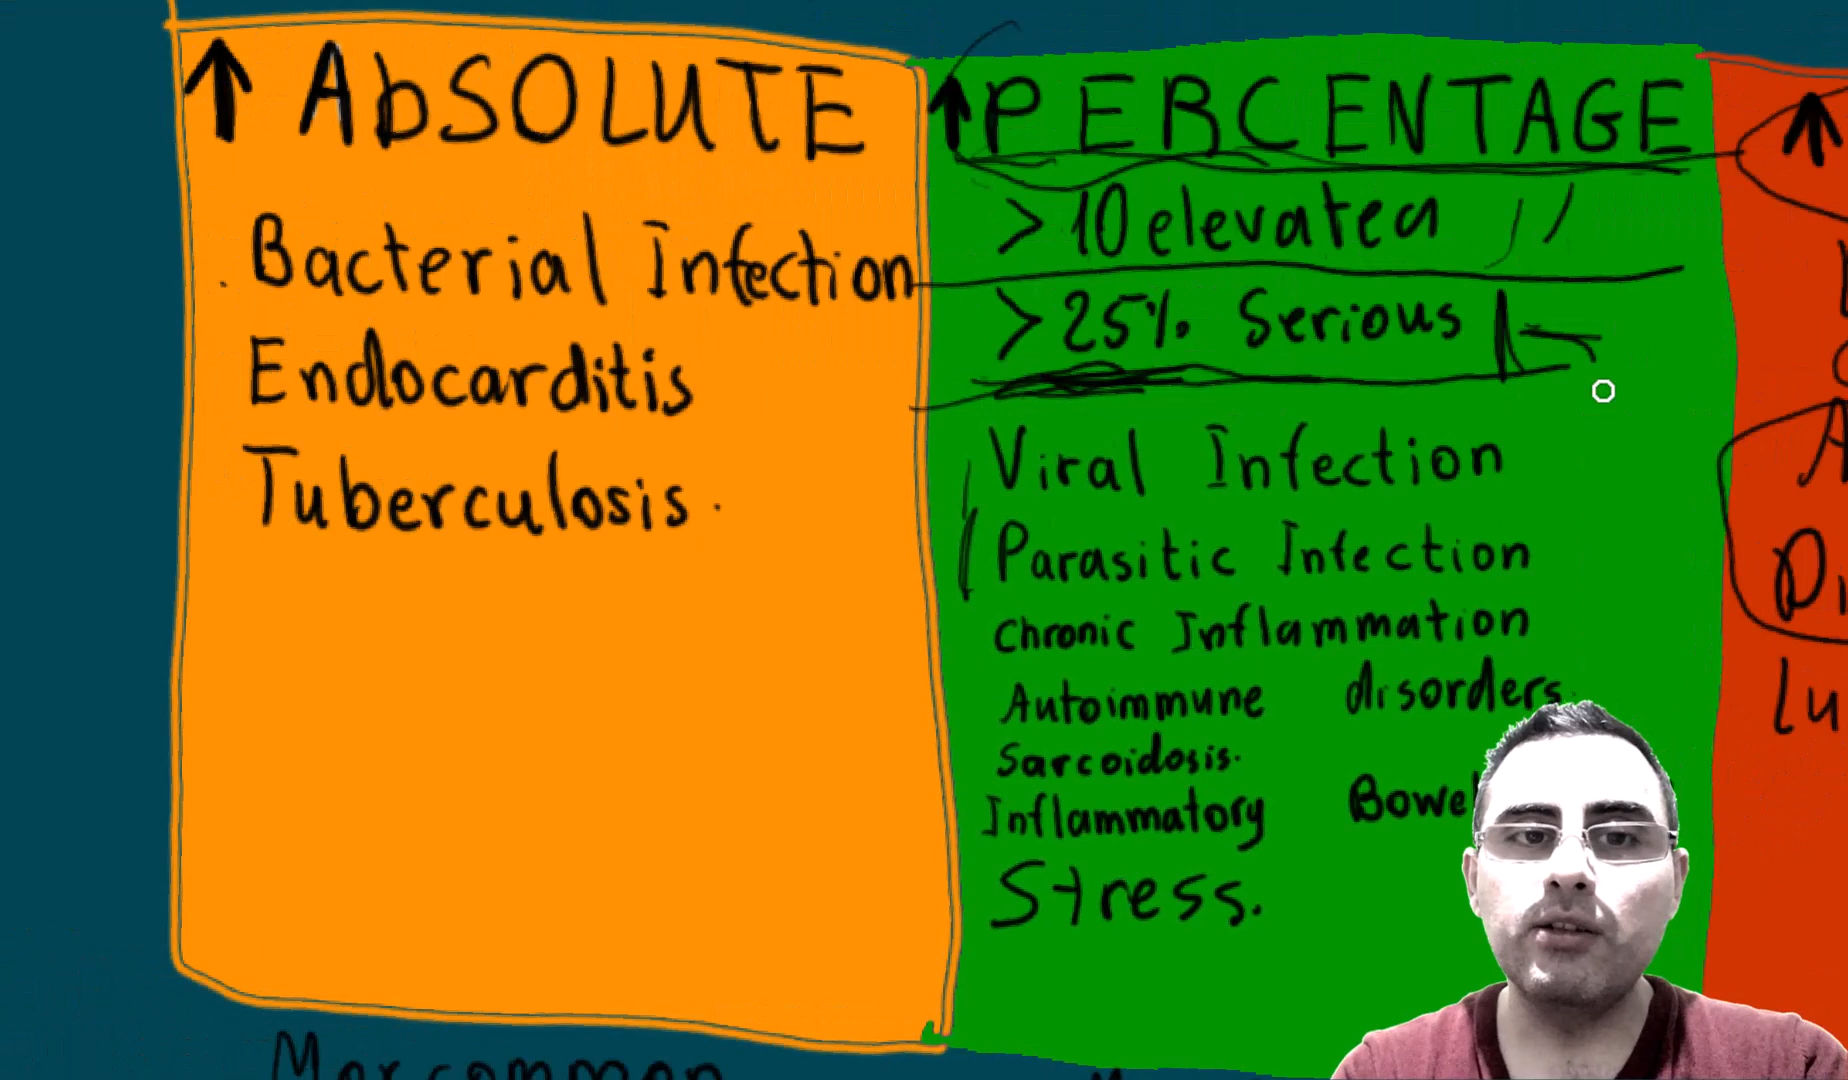 ↑ AbSOLUTE
Bacterial Infection
Endocarditis
Tuberculosis.
↑ PERCENTAGE
>10 elevated
>25% Serious
Viral Infection
Parasitic Infection
Chronic Inflammation
Autoimmune disorders.
Sarcoidosis.
Inflammatory Bowel
Stress.
↑
Lu